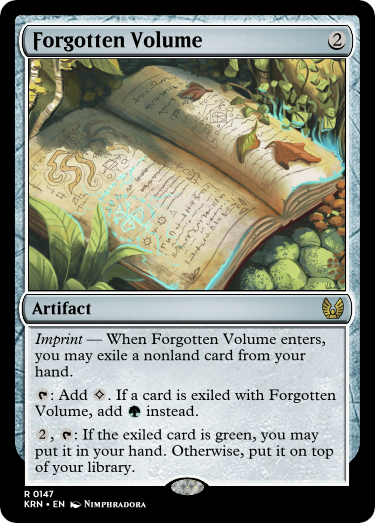 Forgotten Volume 2
Artifact
Imprint — When Forgotten Volume enters,
you may exile a nonland card from your
hand.
: Add . If a card is exiled with Forgotten
Volume, add instead.
2 , : If the exiled card is green, you may
put it in your hand. Otherwise, put it on top
of your library.
R 0147
KRN • EN Nimphradora